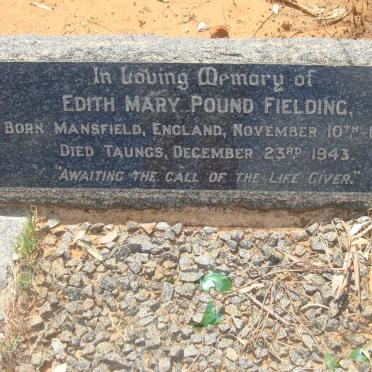 In Loving Memory of
EDITH MARY POUND FIELDING,
BORN MANSFIELD, ENGLAND, NOVEMBER 10TH
DIED TAUNGS, DECEMBER 23RD 1943.
"AWAITING THE CALL OF THE LIFE GIVER."